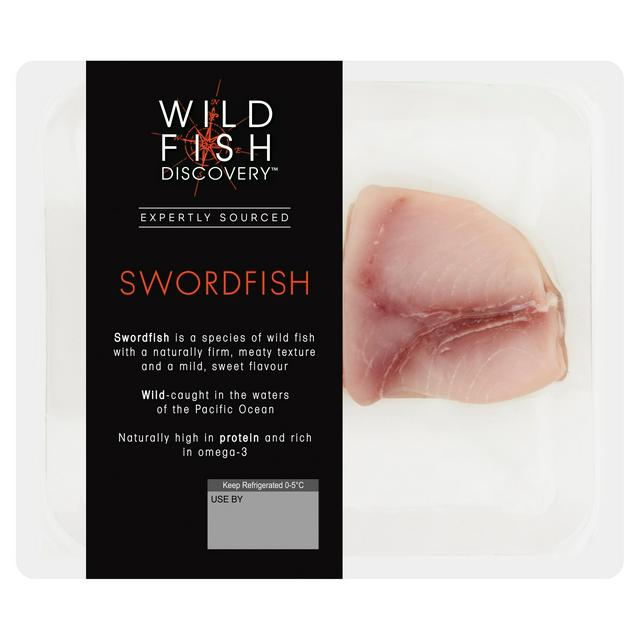 WILD
FISH
DISCOVERY™
EXPERTLY SOURCED
SWORDFISH
Swordfish is a species of wild fish
with a naturally firm, meaty texture
and a mild, sweet flavour
Wild-caught in the waters
of the Pacific Ocean
Naturally high in protein and rich
in omega-3
Keep Refrigerated 0-5°C
USE BY